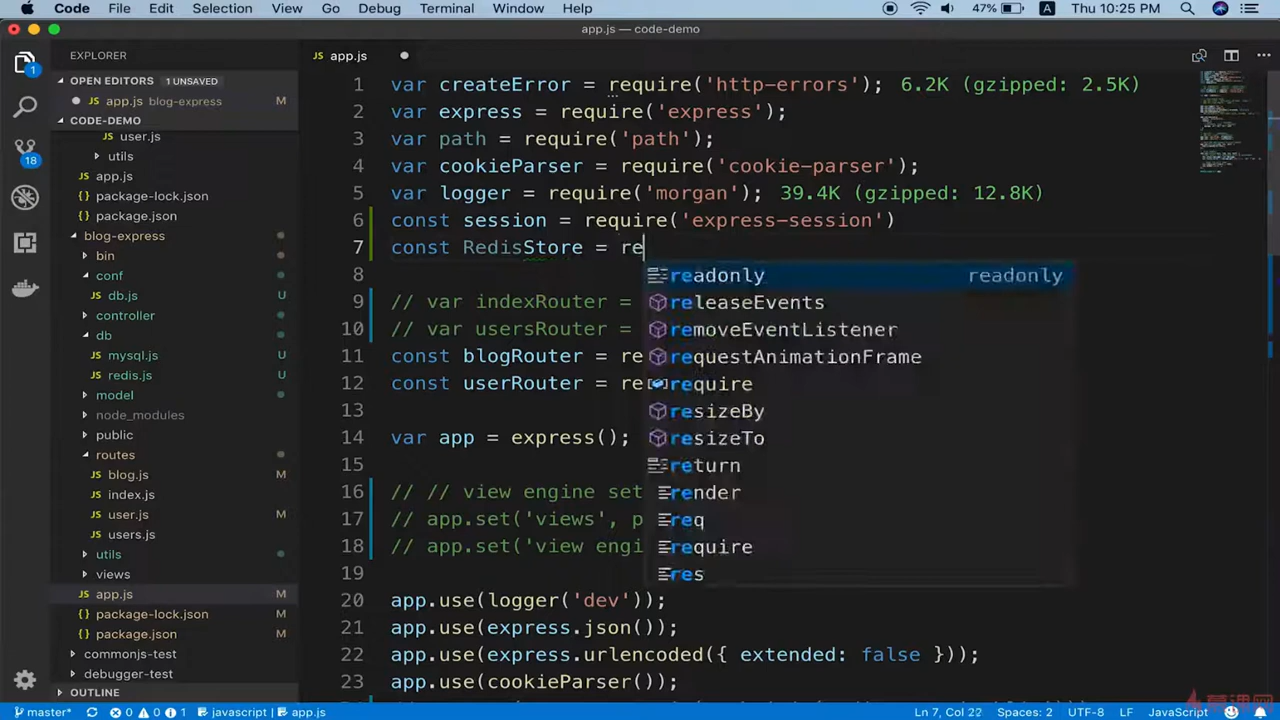 Code File Edit Selection View Go Debug Terminal Window Help 47% A Thu 10:25 PM
app.js — code-demo
EXPLORER
OPEN EDITORS 1 UNSAVED
app.js blog-express M
CODE-DEMO
user.js
utils
app.js
package-lock.json
package.json
blog-express
bin
conf
db.js U
controller
db
mysql.js U
redis.js U
model
node_modules
public
routes
blog.js U
index.js M
user.js U
users.js M
utils
views
app.js M
package-lock.json M
package.json M
commonjs-test
debugger-test
OUTLINE
1
18
JS app.js
1 var createError = require('http-errors'); 6.2K (gzipped: 2.5K)
2 var express = require('express');
3 var path = require('path');
4 var cookieParser = require('cookie-parser');
5 var logger = require('morgan'); 39.4K (gzipped: 12.8K)
6 const session = require('express-session')
7 const RedisStore = re
8
9 // var indexRouter =
10 // var usersRouter =
11 const blogRouter = re
12 const userRouter = re
13
14 var app = express();
15
16 // // view engine set
17 // app.set('views', p
18 // app.set('view engi
19
20 app.use(logger('dev'));
21 app.use(express.json());
22 app.use(express.urlencoded({ extended: false }));
23 app.use(cookieParser());
readonly readonly
releaseEvents
removeEventListener
requestAnimationFrame
require
resizeBy
resizeTo
return
render
req
require
res
master* 0 0 1 javascript | app.js Ln 7, Col 22 Spaces: 2 UTF-8 LF JavaScript